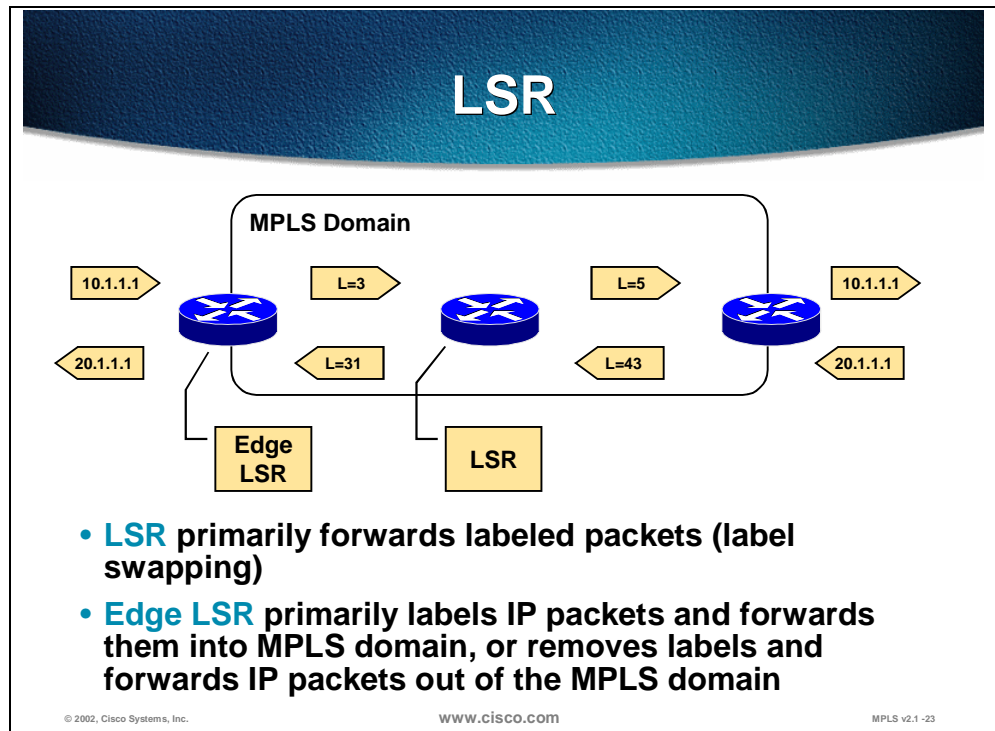 LSR
MPLS Domain
10.1.1.1
L=3
L=5
10.1.1.1
20.1.1.1
L=31
L=43
20.1.1.1
Edge
LSR
LSR
• LSR primarily forwards labeled packets (label
swapping)
• Edge LSR primarily labels IP packets and forwards
them into MPLS domain, or removes labels and
forwards IP packets out of the MPLS domain
© 2002, Cisco Systems, Inc.
www.cisco.com
MPLS v2.1 -23